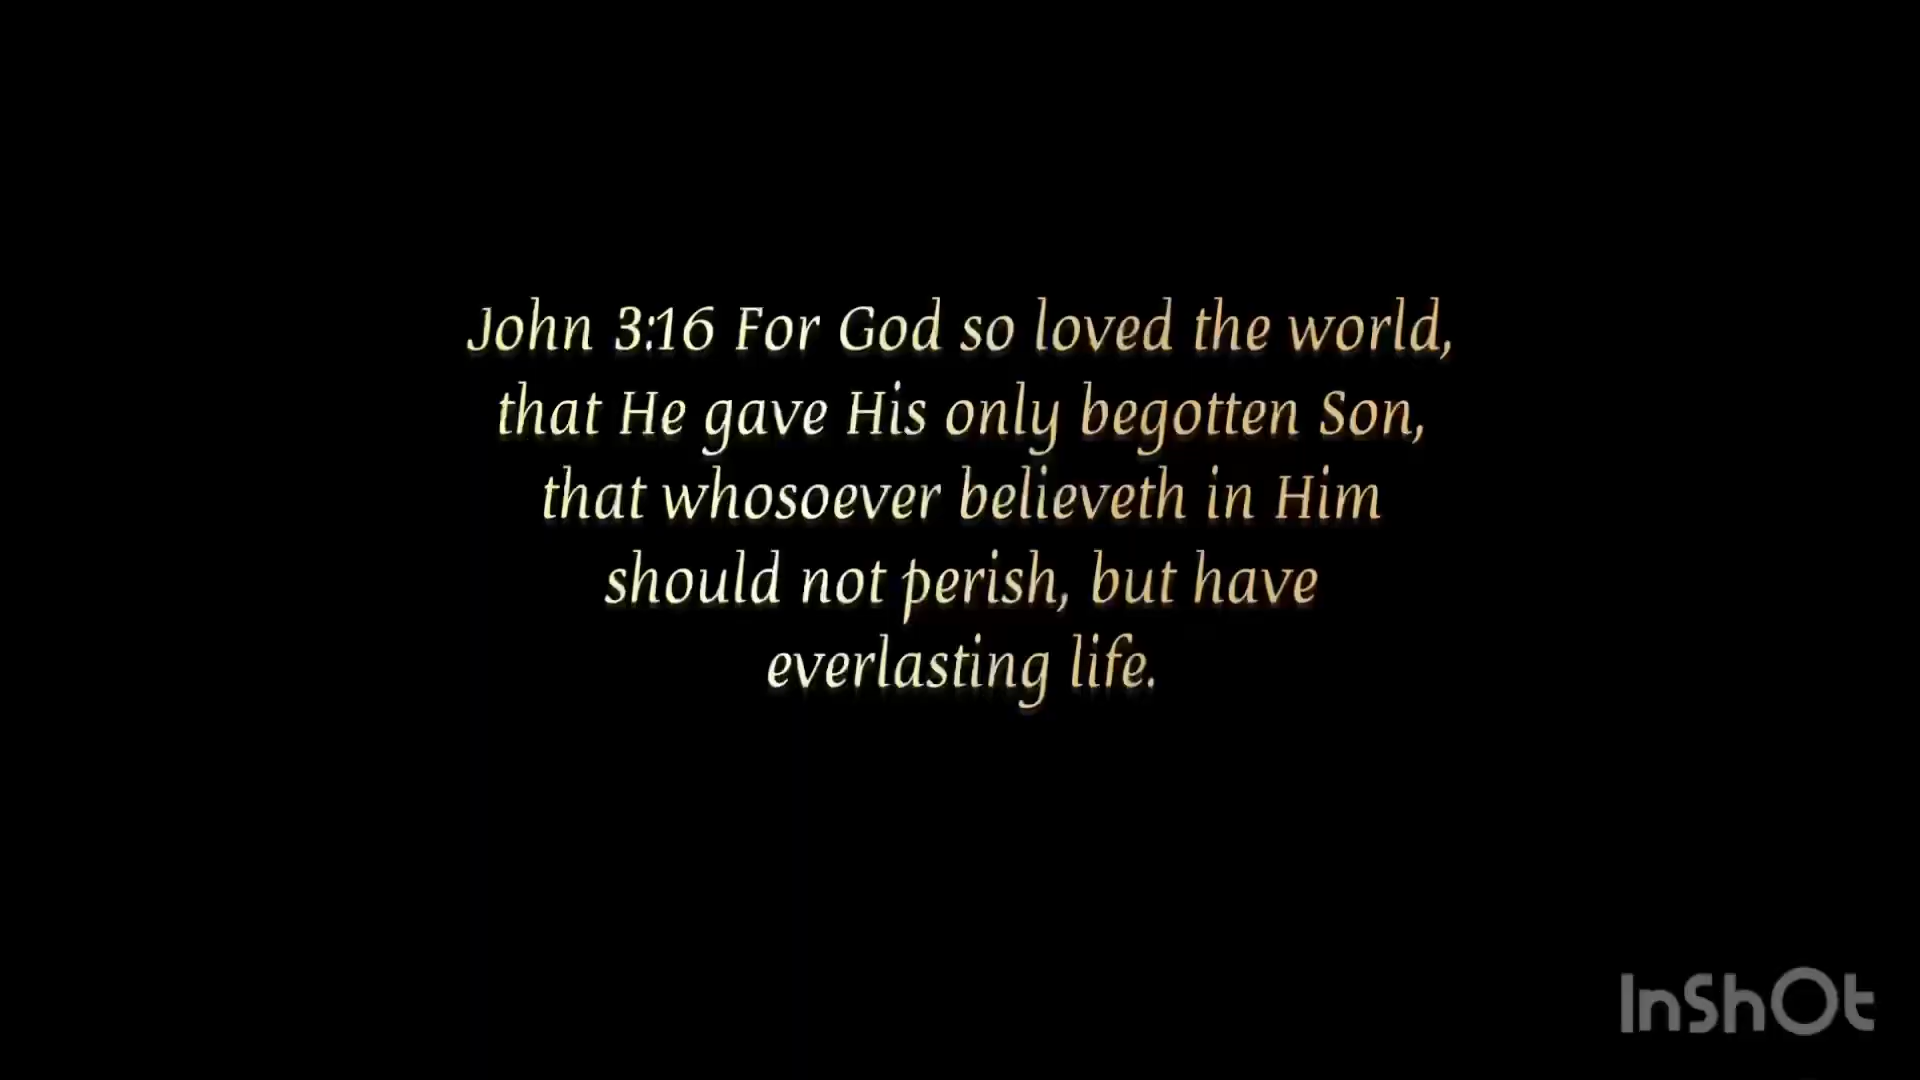 John 3:16 For God so loved the world,
that He gave His only begotten Son,
that whosoever believeth in Him
should not perish, but have
everlasting life.
InShOt